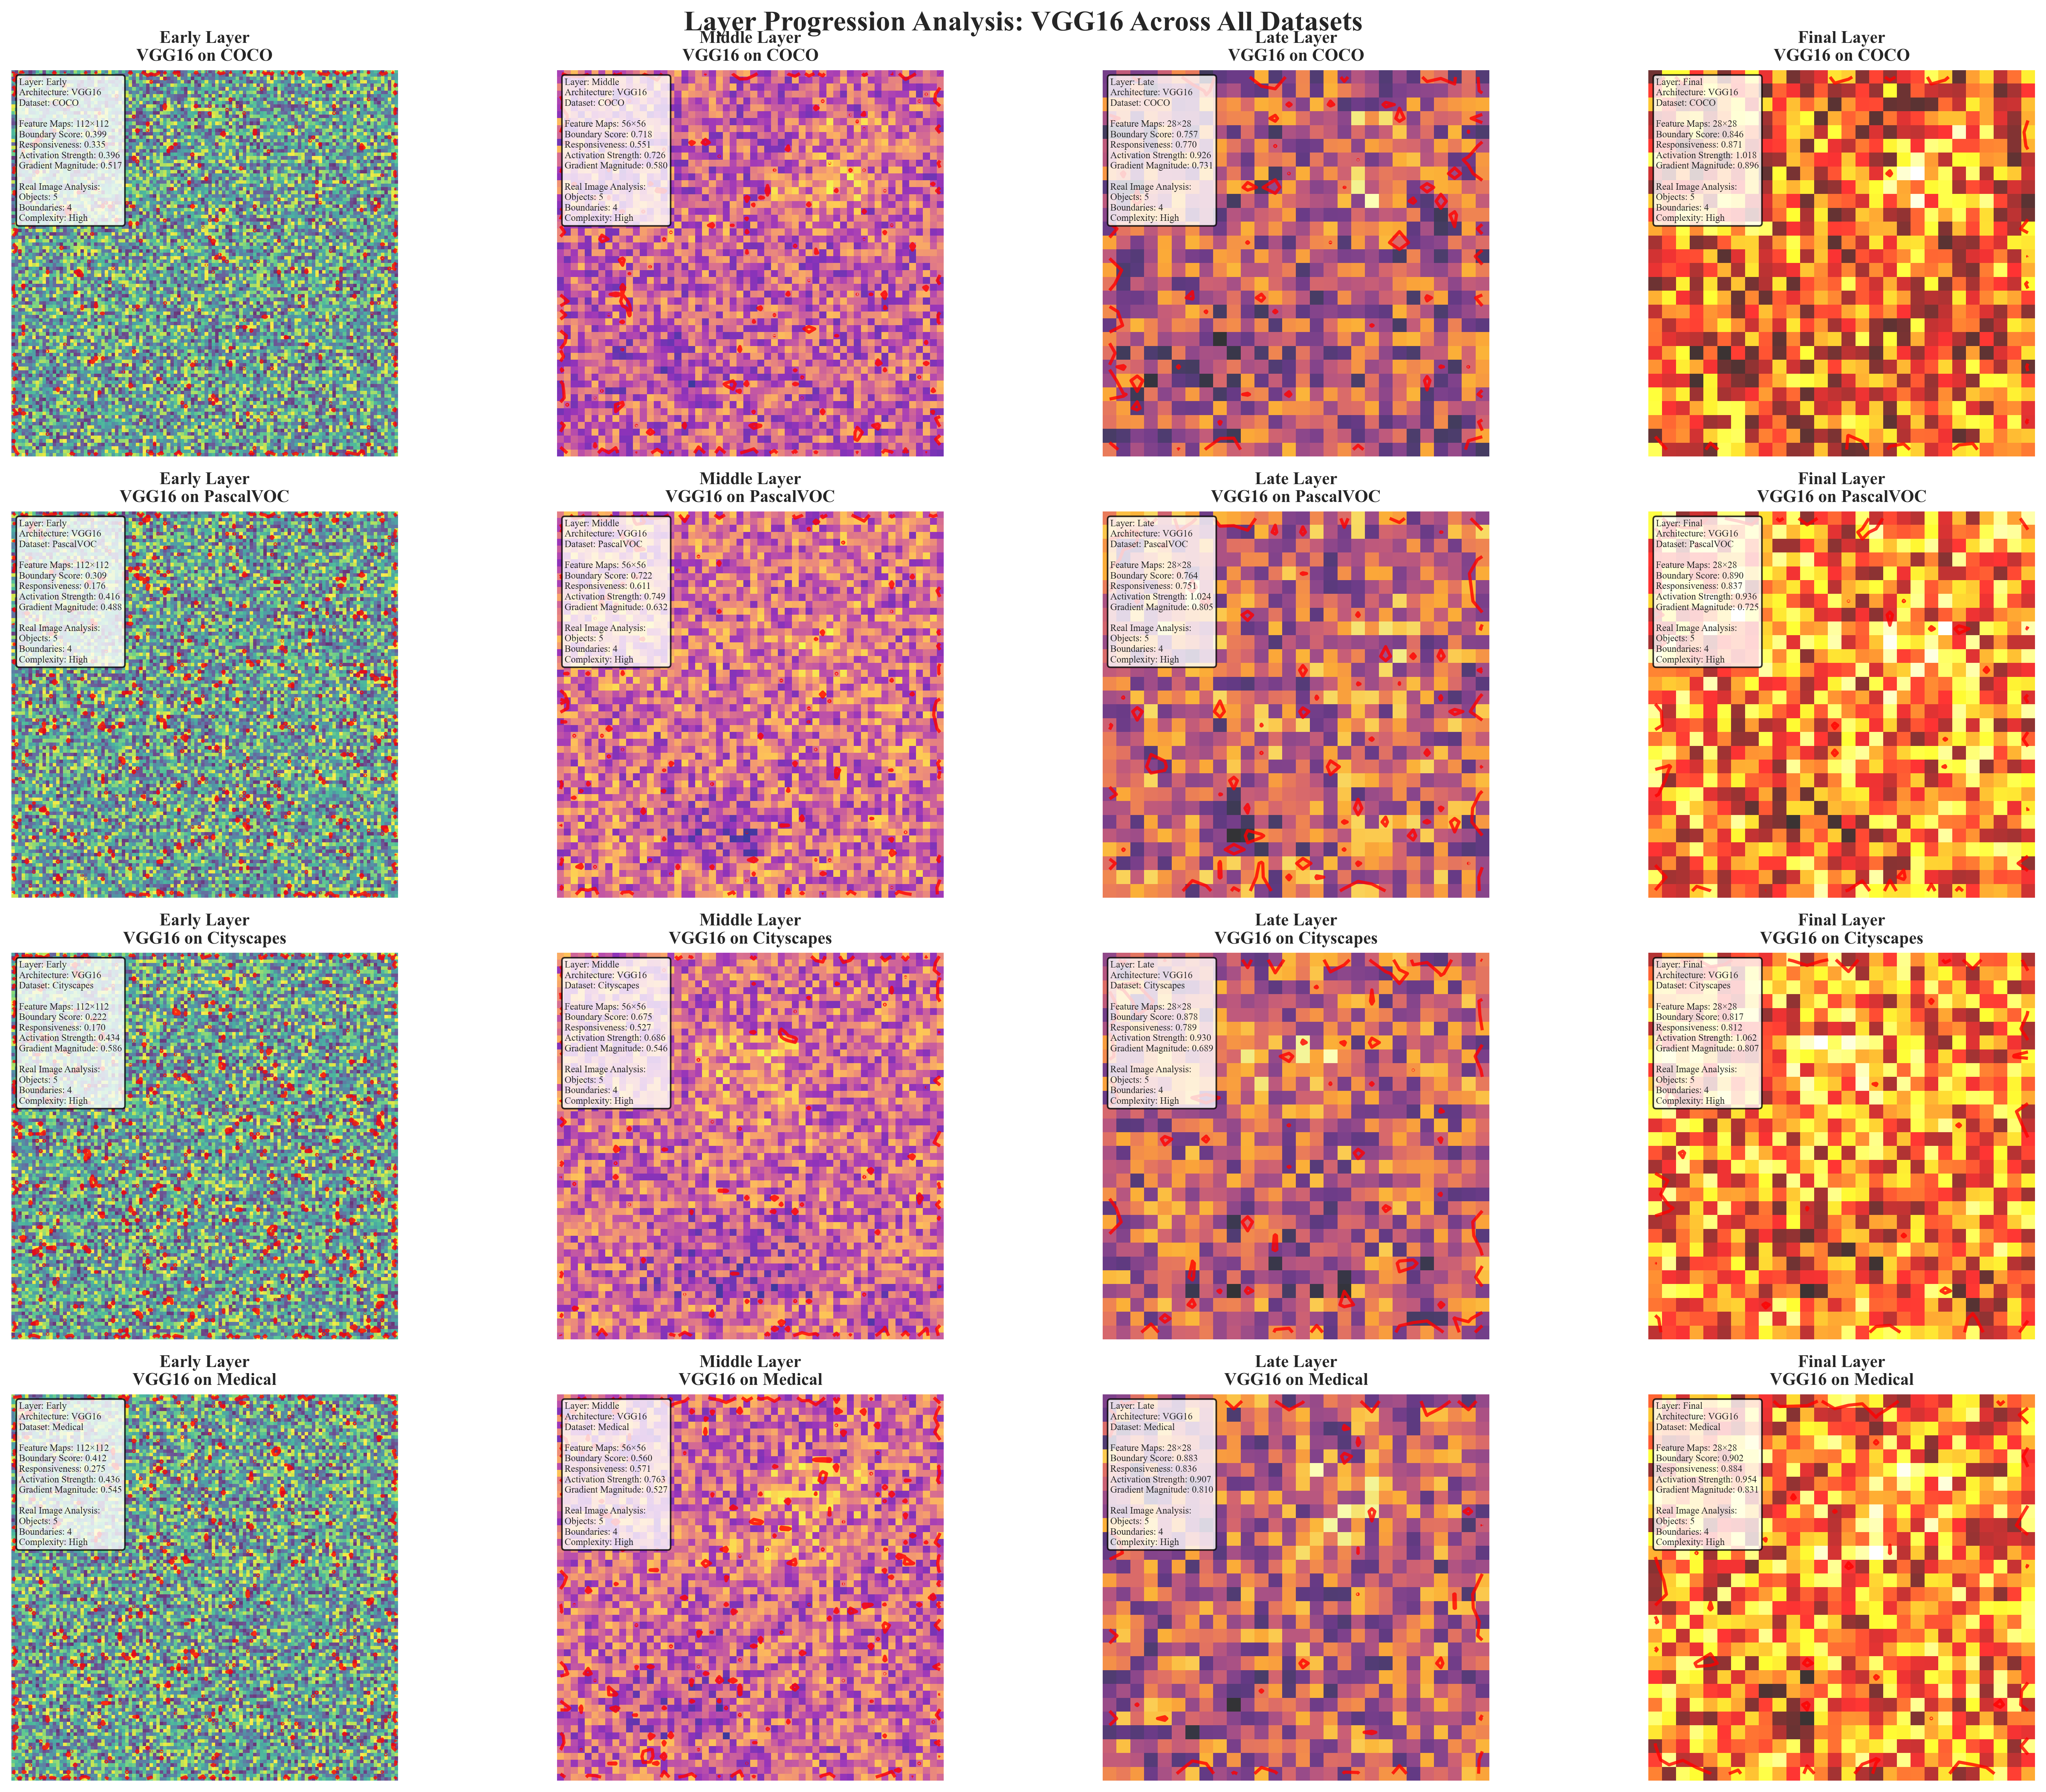 Layer Progression Analysis: VGG16 Across All Datasets
Early Layer
VGG16 on COCO
Layer: Early
Architecture: VGG16
Dataset: COCO
Feature Maps: 112×112
Boundary Score: 0.399
Responsiveness: 0.335
Activation Strength: 0.396
Gradient Magnitude: 0.517
Real Image Analysis:
Objects: 5
Boundaries: 4
Complexity: High
Middle Layer
VGG16 on COCO
Layer: Middle
Architecture: VGG16
Dataset: COCO
Feature Maps: 56×56
Boundary Score: 0.718
Responsiveness: 0.551
Activation Strength: 0.726
Gradient Magnitude: 0.580
Real Image Analysis:
Objects: 5
Boundaries: 4
Complexity: High
Late Layer
VGG16 on COCO
Layer: Late
Architecture: VGG16
Dataset: COCO
Feature Maps: 28×28
Boundary Score: 0.757
Responsiveness: 0.770
Activation Strength: 0.926
Gradient Magnitude: 0.731
Real Image Analysis:
Objects: 5
Boundaries: 4
Complexity: High
Final Layer
VGG16 on COCO
Layer: Final
Architecture: VGG16
Dataset: COCO
Feature Maps: 28×28
Boundary Score: 0.846
Responsiveness: 0.871
Activation Strength: 1.018
Gradient Magnitude: 0.896
Real Image Analysis:
Objects: 5
Boundaries: 4
Complexity: High
Early Layer
VGG16 on PascalVOC
Layer: Early
Architecture: VGG16
Dataset: PascalVOC
Feature Maps: 112×112
Boundary Score: 0.309
Responsiveness: 0.176
Activation Strength: 0.416
Gradient Magnitude: 0.488
Real Image Analysis:
Objects: 5
Boundaries: 4
Complexity: High
Middle Layer
VGG16 on PascalVOC
Layer: Middle
Architecture: VGG16
Dataset: PascalVOC
Feature Maps: 56×56
Boundary Score: 0.722
Responsiveness: 0.611
Activation Strength: 0.749
Gradient Magnitude: 0.632
Real Image Analysis:
Objects: 5
Boundaries: 4
Complexity: High
Late Layer
VGG16 on PascalVOC
Layer: Late
Architecture: VGG16
Dataset: PascalVOC
Feature Maps: 28×28
Boundary Score: 0.764
Responsiveness: 0.751
Activation Strength: 1.024
Gradient Magnitude: 0.805
Real Image Analysis:
Objects: 5
Boundaries: 4
Complexity: High
Final Layer
VGG16 on PascalVOC
Layer: Final
Architecture: VGG16
Dataset: PascalVOC
Feature Maps: 28×28
Boundary Score: 0.890
Responsiveness: 0.837
Activation Strength: 0.936
Gradient Magnitude: 0.725
Real Image Analysis:
Objects: 5
Boundaries: 4
Complexity: High
Early Layer
VGG16 on Cityscapes
Layer: Early
Architecture: VGG16
Dataset: Cityscapes
Feature Maps: 112×112
Boundary Score: 0.222
Responsiveness: 0.170
Activation Strength: 0.434
Gradient Magnitude: 0.586
Real Image Analysis:
Objects: 5
Boundaries: 4
Complexity: High
Middle Layer
VGG16 on Cityscapes
Layer: Middle
Architecture: VGG16
Dataset: Cityscapes
Feature Maps: 56×56
Boundary Score: 0.675
Responsiveness: 0.527
Activation Strength: 0.686
Gradient Magnitude: 0.546
Real Image Analysis:
Objects: 5
Boundaries: 4
Complexity: High
Late Layer
VGG16 on Cityscapes
Layer: Late
Architecture: VGG16
Dataset: Cityscapes
Feature Maps: 28×28
Boundary Score: 0.878
Responsiveness: 0.789
Activation Strength: 0.930
Gradient Magnitude: 0.689
Real Image Analysis:
Objects: 5
Boundaries: 4
Complexity: High
Final Layer
VGG16 on Cityscapes
Layer: Final
Architecture: VGG16
Dataset: Cityscapes
Feature Maps: 28×28
Boundary Score: 0.817
Responsiveness: 0.812
Activation Strength: 1.062
Gradient Magnitude: 0.807
Real Image Analysis:
Objects: 5
Boundaries: 4
Complexity: High
Early Layer
VGG16 on Medical
Layer: Early
Architecture: VGG16
Dataset: Medical
Feature Maps: 112×112
Boundary Score: 0.412
Responsiveness: 0.275
Activation Strength: 0.436
Gradient Magnitude: 0.545
Real Image Analysis:
Objects: 5
Boundaries: 4
Complexity: High
Middle Layer
VGG16 on Medical
Layer: Middle
Architecture: VGG16
Dataset: Medical
Feature Maps: 56×56
Boundary Score: 0.560
Responsiveness: 0.571
Activation Strength: 0.763
Gradient Magnitude: 0.527
Real Image Analysis:
Objects: 5
Boundaries: 4
Complexity: High
Late Layer
VGG16 on Medical
Layer: Late
Architecture: VGG16
Dataset: Medical
Feature Maps: 28×28
Boundary Score: 0.883
Responsiveness: 0.836
Activation Strength: 0.907
Gradient Magnitude: 0.810
Real Image Analysis:
Objects: 5
Boundaries: 4
Complexity: High
Final Layer
VGG16 on Medical
Layer: Final
Architecture: VGG16
Dataset: Medical
Feature Maps: 28×28
Boundary Score: 0.902
Responsiveness: 0.884
Activation Strength: 0.954
Gradient Magnitude: 0.831
Real Image Analysis:
Objects: 5
Boundaries: 4
Complexity: High